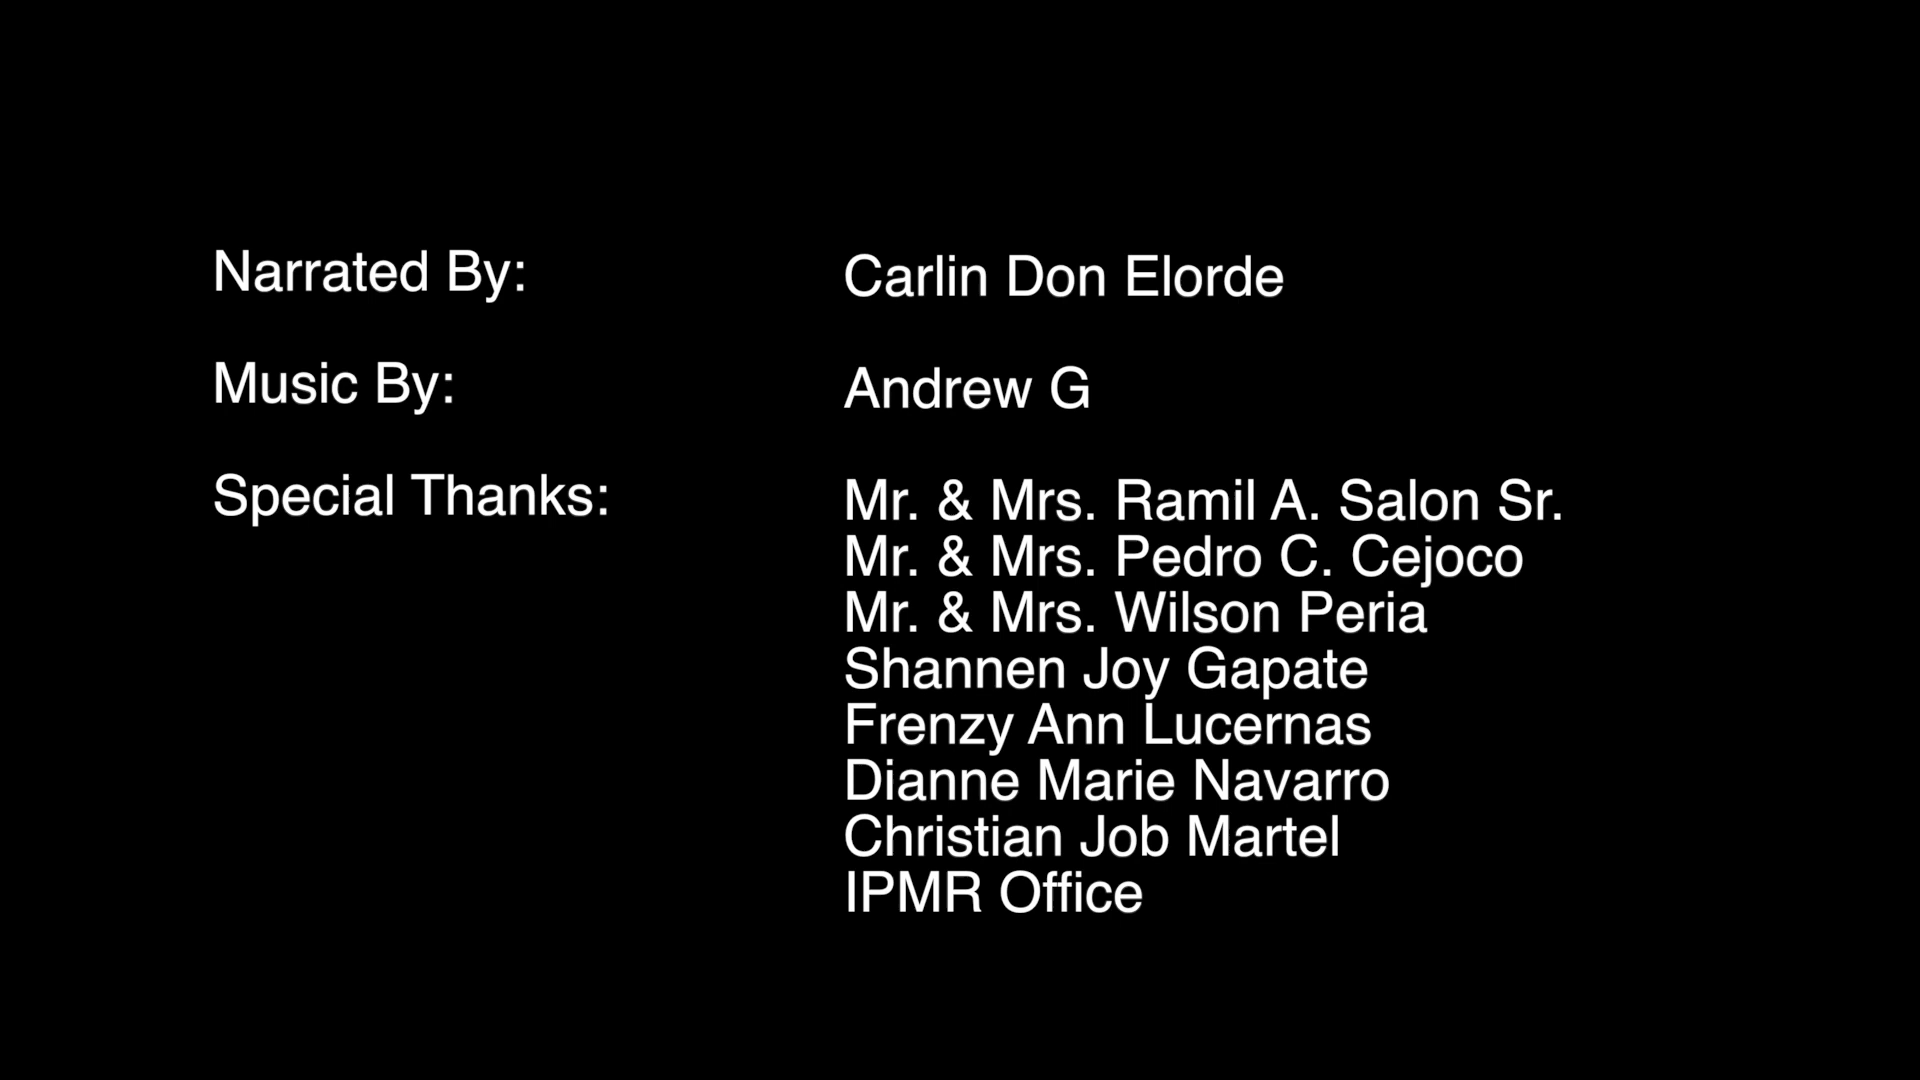 Narrated By: Carlin Don Elorde
Music By: Andrew G
Special Thanks: Mr. & Mrs. Ramil A. Salon Sr.
Mr. & Mrs. Pedro C. Cejoco
Mr. & Mrs. Wilson Peria
Shannen Joy Gapate
Frenzy Ann Lucernas
Dianne Marie Navarro
Christian Job Martel
IPMR Office